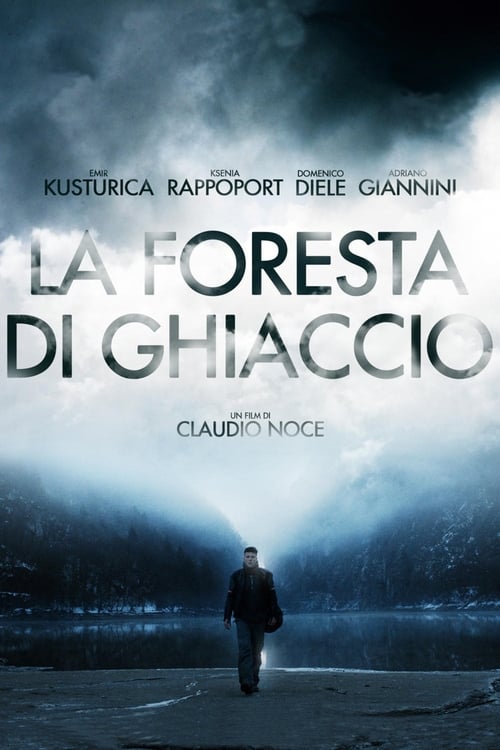 EMIR KSENIA DOMENICO ADRIANO
KUSTURICA RAPPOPORT DIELE GIANNINI
LA FORESTA
DI GHIACCIO
UN FILM DI
CLAUDIO NOCE